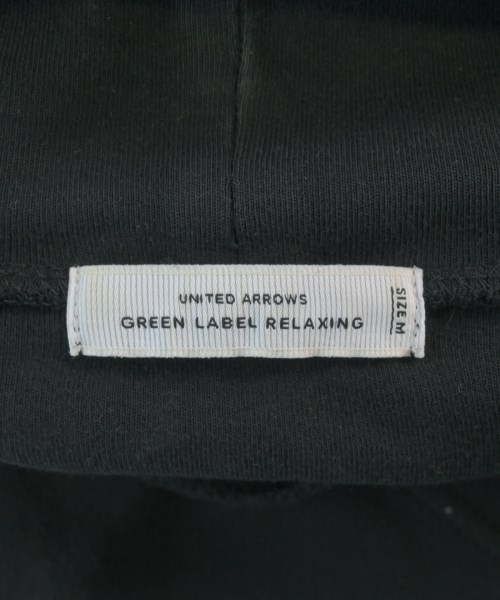 UNITED ARROWS
GREEN LABEL RELAXING
SIZE M